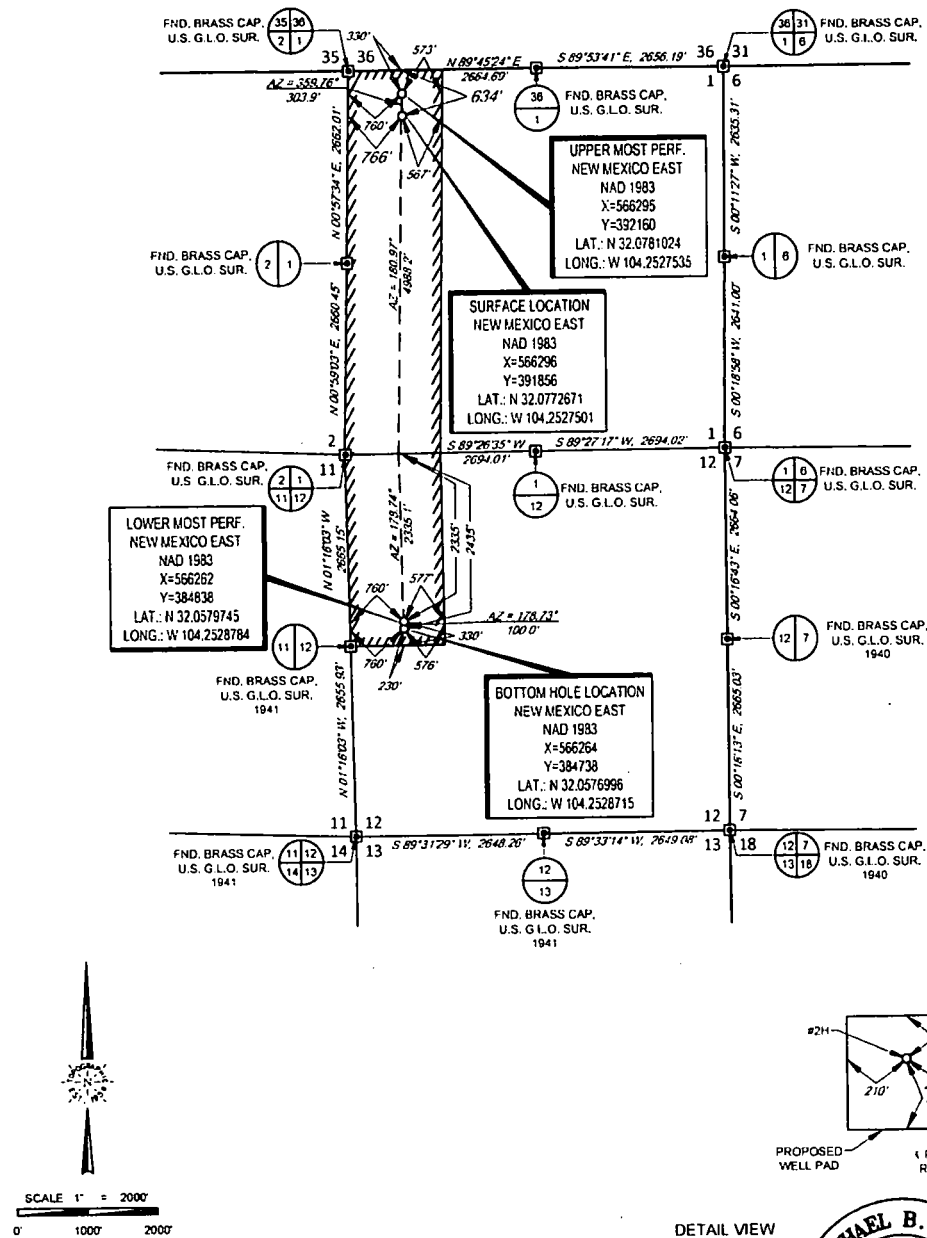 FND. BRASS CAP,
U.S. G.L.O. SUR.
35 36
2 1
330'
573'
N 89°45'24" E
2664.60'
S 89°53'41" E, 2656.19'
36 31
1 6
FND. BRASS CAP,
U.S. G.L.O. SUR.
35 36
36 31
1 6
AZ = 359.76°
303.9'
634'
36
1
FND. BRASS CAP,
U.S. G.L.O. SUR.
760'
766'
567'
N 00°57'34" E, 2662.01'
S 00°11'27" W, 2635.31'
UPPER MOST PERF.
NEW MEXICO EAST
NAD 1983
X=566295
Y=392160
LAT.: N 32.0781024
LONG.: W 104.2527535
FND. BRASS CAP,
U.S. G.L.O. SUR.
2 1
1 6
FND. BRASS CAP,
U.S. G.L.O. SUR.
AZ = 180.97°
4988.2'
SURFACE LOCATION
NEW MEXICO EAST
NAD 1983
X=566296
Y=391856
LAT.: N 32.0772671
LONG.: W 104.2527501
N 00°59'03" E, 2660.45'
S 00°18'58" W, 2641.00'
2
11
S 89°26'35" W
2694.01'
S 89°27'17" W, 2694.02'
1 6
12 7
FND. BRASS CAP,
U.S. G.L.O. SUR.
2 1
11 12
1
12
FND. BRASS CAP,
U.S. G.L.O. SUR.
1 6
12 7
FND. BRASS CAP,
U.S. G.L.O. SUR.
LOWER MOST PERF.
NEW MEXICO EAST
NAD 1983
X=566262
Y=384838
LAT.: N 32.0579745
LONG.: W 104.2528784
N 01°16'03" W
2665.15'
AZ = 179.74°
2335.1'
2335'
2435'
S 00°16'43" E, 2664.06'
760'
577'
AZ = 178.73°
100.0'
330'
11 12
FND. BRASS CAP,
U.S. G.L.O. SUR.
1941
760'
576'
230'
12 7
FND. BRASS CAP,
U.S. G.L.O. SUR.
1940
BOTTOM HOLE LOCATION
NEW MEXICO EAST
NAD 1983
X=566264
Y=384738
LAT.: N 32.0576996
LONG.: W 104.2528715
N 01°16'03" W, 2655.93'
S 00°16'13" E, 2665.03'
11 12
14 13
S 89°31'29" W, 2648.26'
S 89°33'14" W, 2649.08'
12 7
13 18
FND. BRASS CAP,
U.S. G.L.O. SUR.
1941
11 12
14 13
12
13
FND. BRASS CAP,
U.S. G.L.O. SUR.
1941
12 7
13 18
FND. BRASS CAP,
U.S. G.L.O. SUR.
1940
N
#2H
210'
PROPOSED
WELL PAD
SCALE 1" = 2000'
0' 1000' 2000'
DETAIL VIEW
HAEL B.